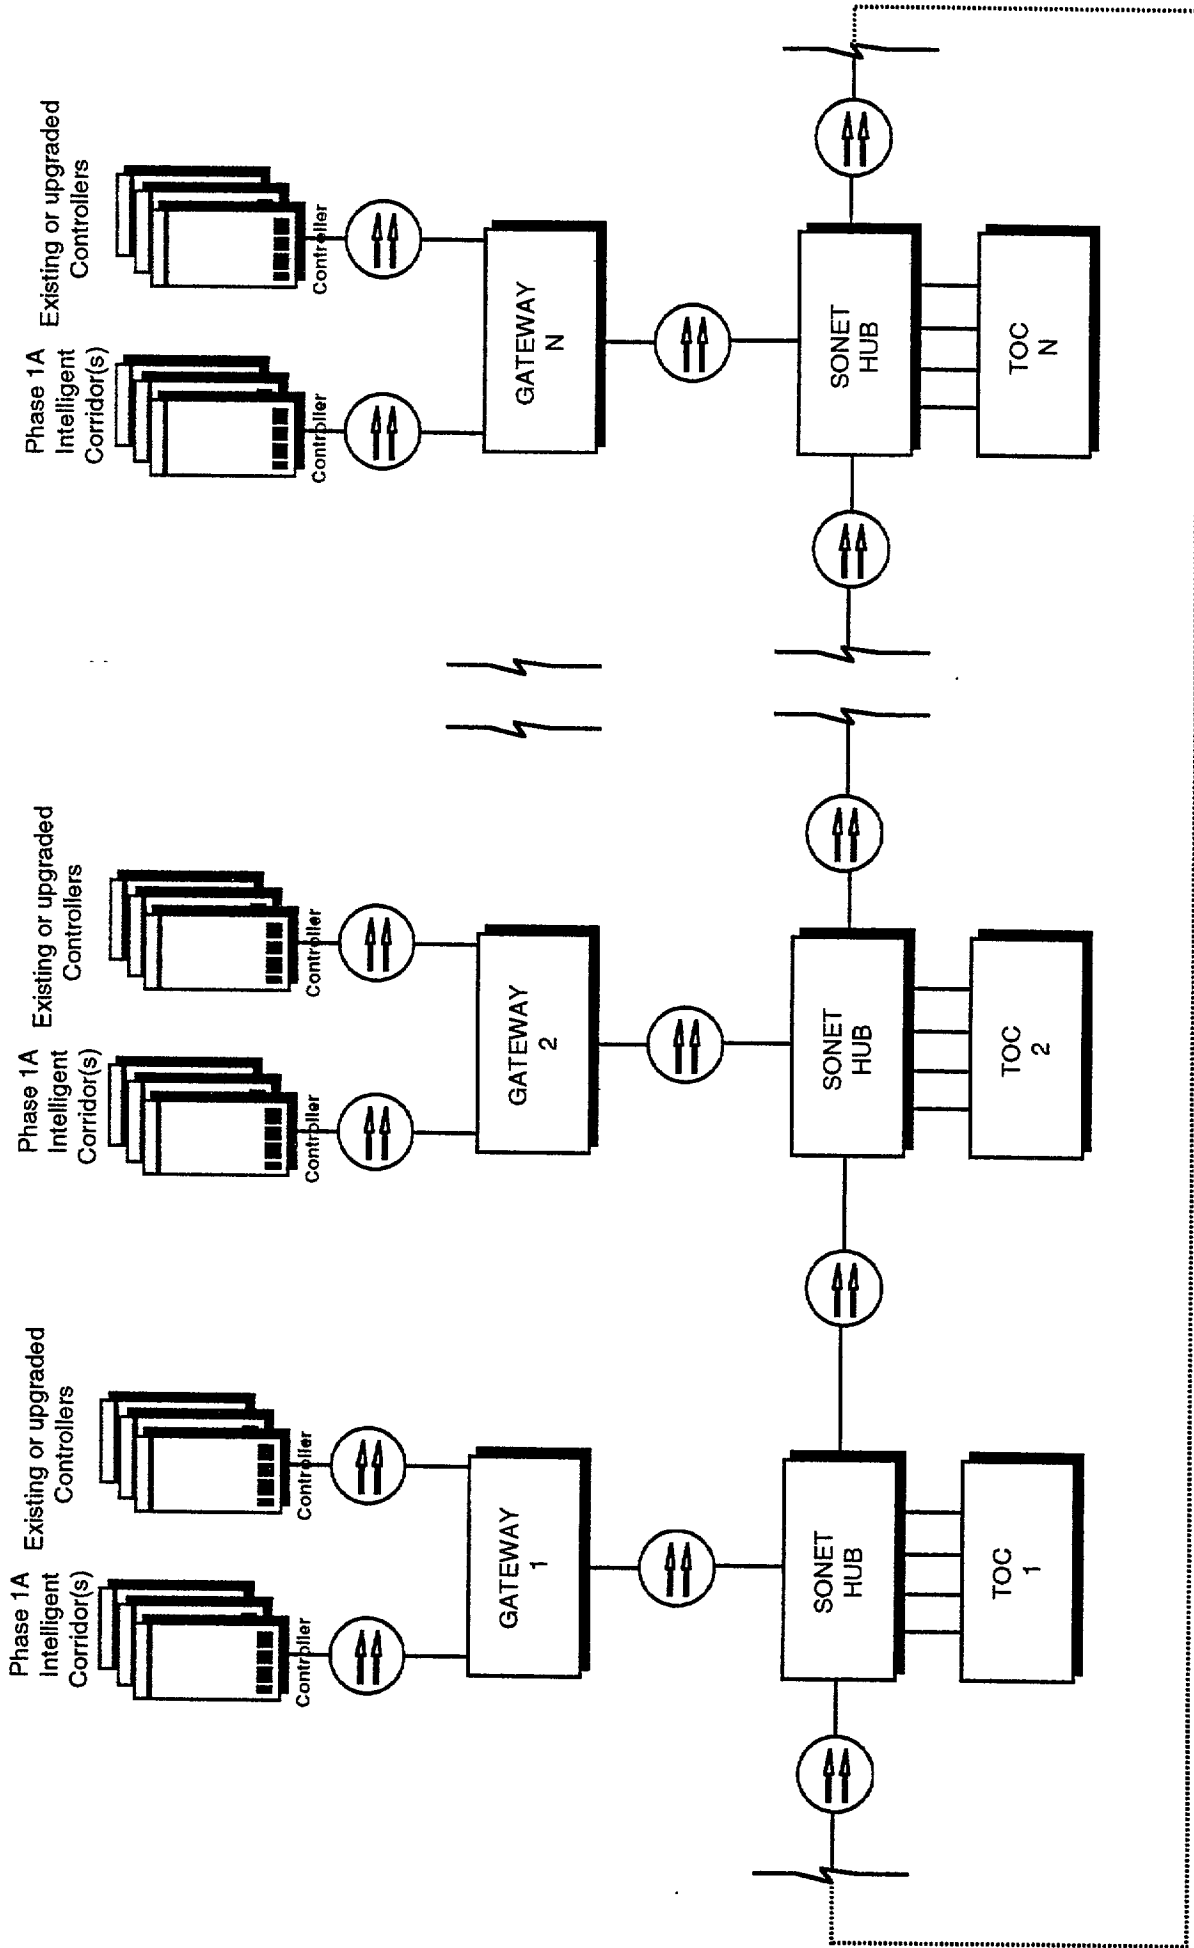 Phase 1A
Intelligent
Corridor(s)
Existing or upgraded
Controllers
Controller
Controller
GATEWAY
1
SONET
HUB
TOC
1
Phase 1A
Intelligent
Corridor(s)
Existing or upgraded
Controllers
Controller
Controller
GATEWAY
2
SONET
HUB
TOC
2
Phase 1A
Intelligent
Corridor(s)
Existing or upgraded
Controllers
Controller
Controller
GATEWAY
N
SONET
HUB
TOC
N